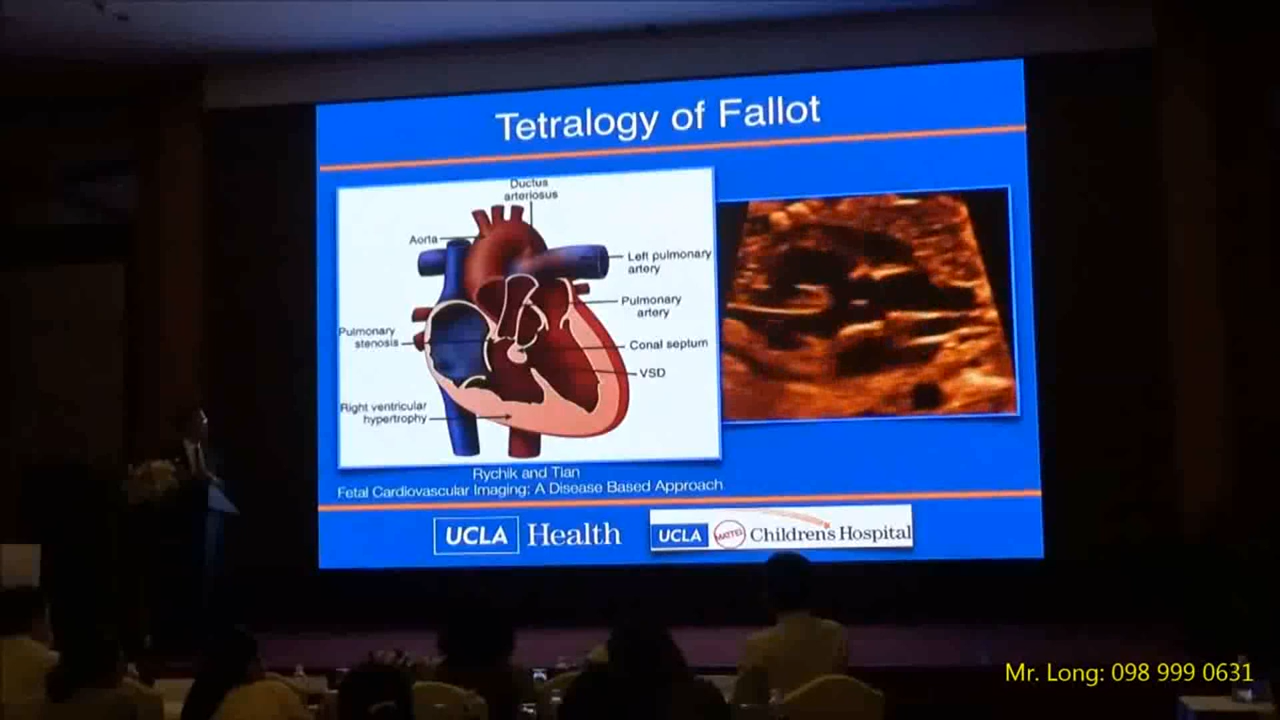 Tetralogy of Fallot
Ductus
arteriosus
Aorta
Left pulmonary
artery
Pulmonary
artery
Pulmonary
stenosis
Conal septum
VSD
Right ventricular
hypertrophy
Rychik and Tian
Fetal Cardiovascular Imaging: A Disease Based Approach
UCLA Health
UCLA MATTEL Children's Hospital
Mr. Long: 098 999 0631